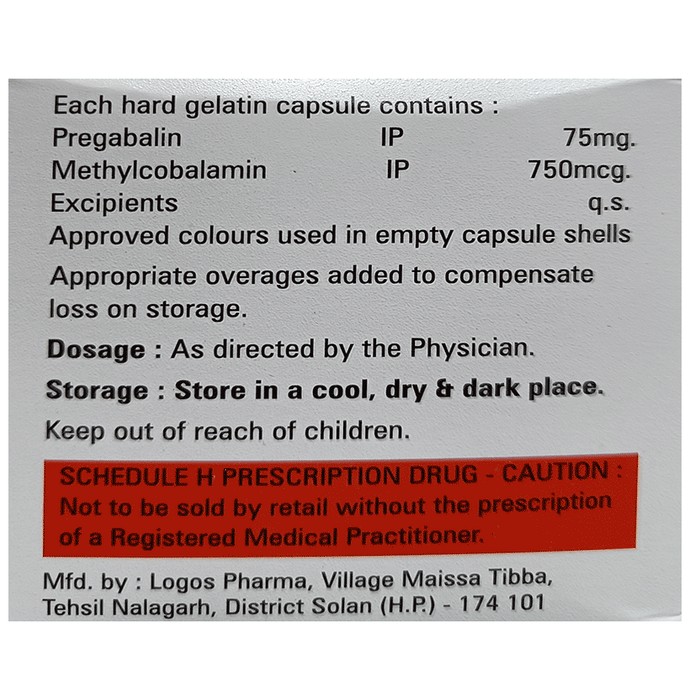 Each hard gelatin capsule contains :
Pregabalin IP 75mg.
Methylcobalamin IP 750mcg.
Excipients q.s.
Approved colours used in empty capsule shells
Appropriate overages added to compensate
loss on storage.
Dosage : As directed by the Physician.
Storage : Store in a cool, dry & dark place.
Keep out of reach of children.
SCHEDULE H PRESCRIPTION DRUG - CAUTION :
Not to be sold by retail without the prescription
of a Registered Medical Practitioner.
Mfd. by : Logos Pharma, Village Maissa Tibba,
Tehsil Nalagarh, District Solan (H.P.) - 174 101